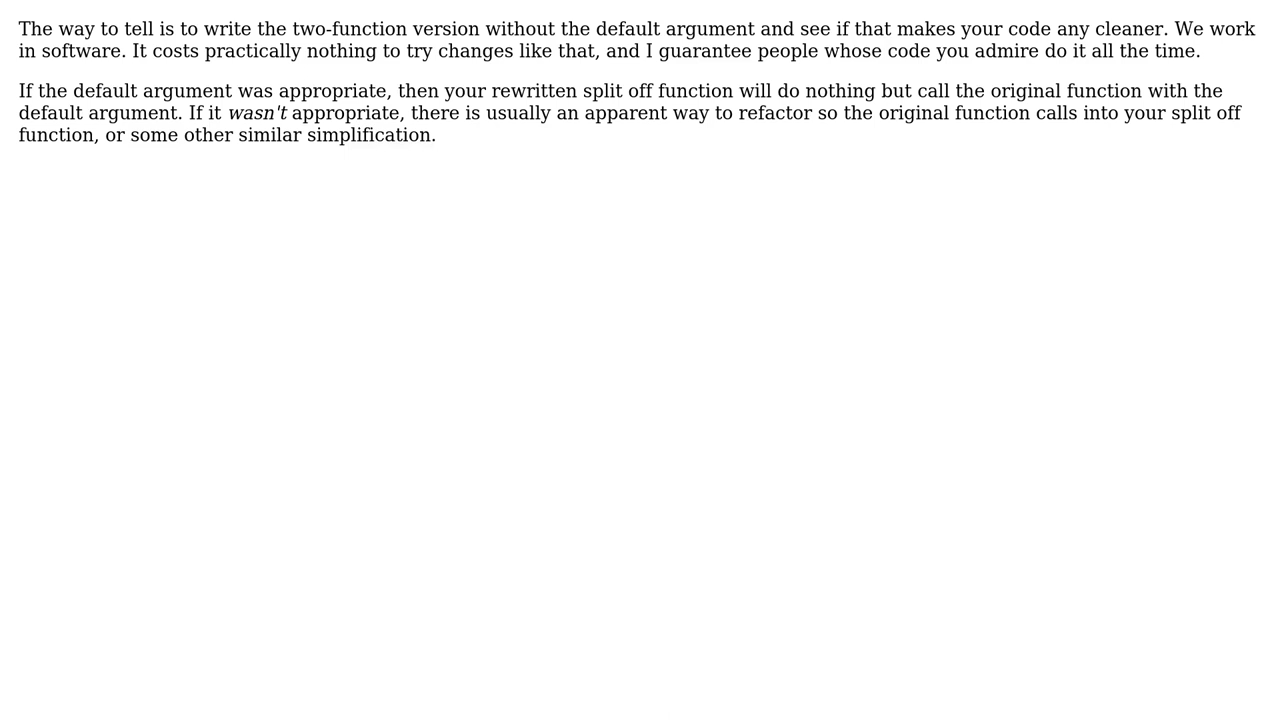 The way to tell is to write the two-function version without the default argument and see if that makes your code any cleaner. We work
in software. It costs practically nothing to try changes like that, and I guarantee people whose code you admire do it all the time.
If the default argument was appropriate, then your rewritten split off function will do nothing but call the original function with the
default argument. If it wasn't appropriate, there is usually an apparent way to refactor so the original function calls into your split off
function, or some other similar simplification.